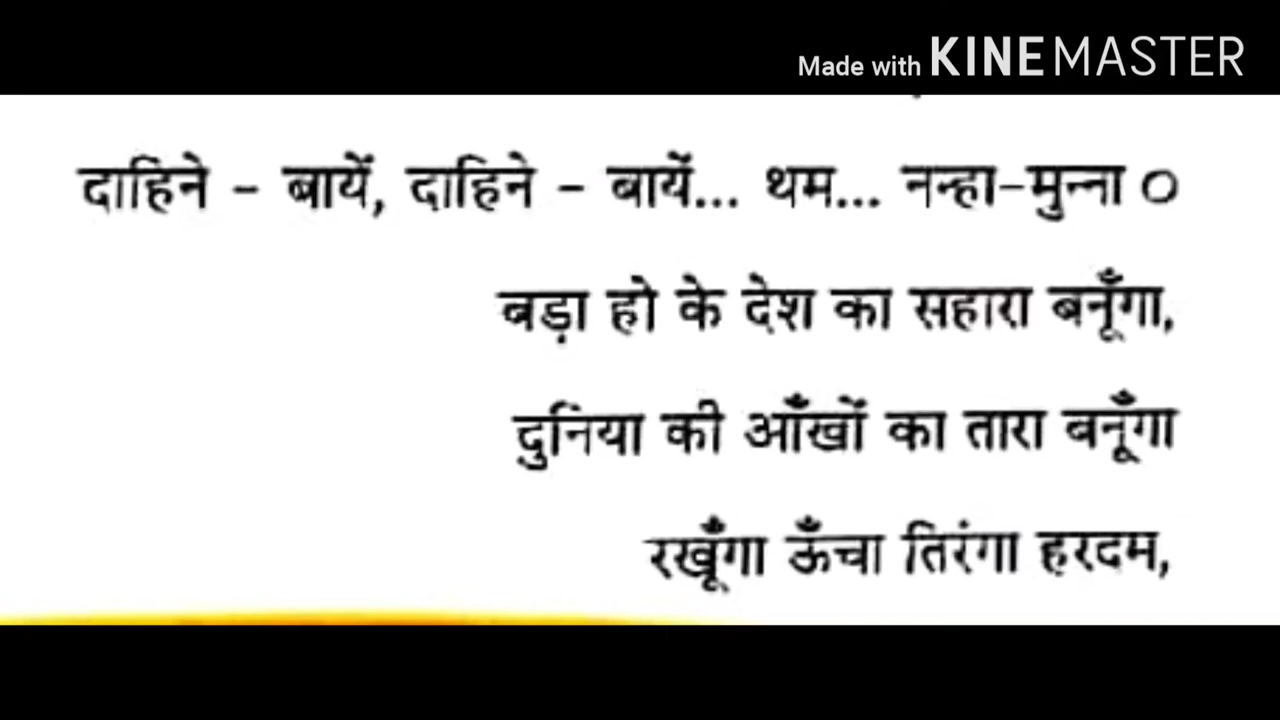 Made with KINEMASTER
दाहिने - बायें, दाहिने - बायें... थम... नन्हा-मुन्ना ०
बड़ा हो के देश का सहारा बनूँगा,
दुनिया की आँखों का तारा बनूँगा
रखूँगा ऊँचा तिरंगा हरदम,